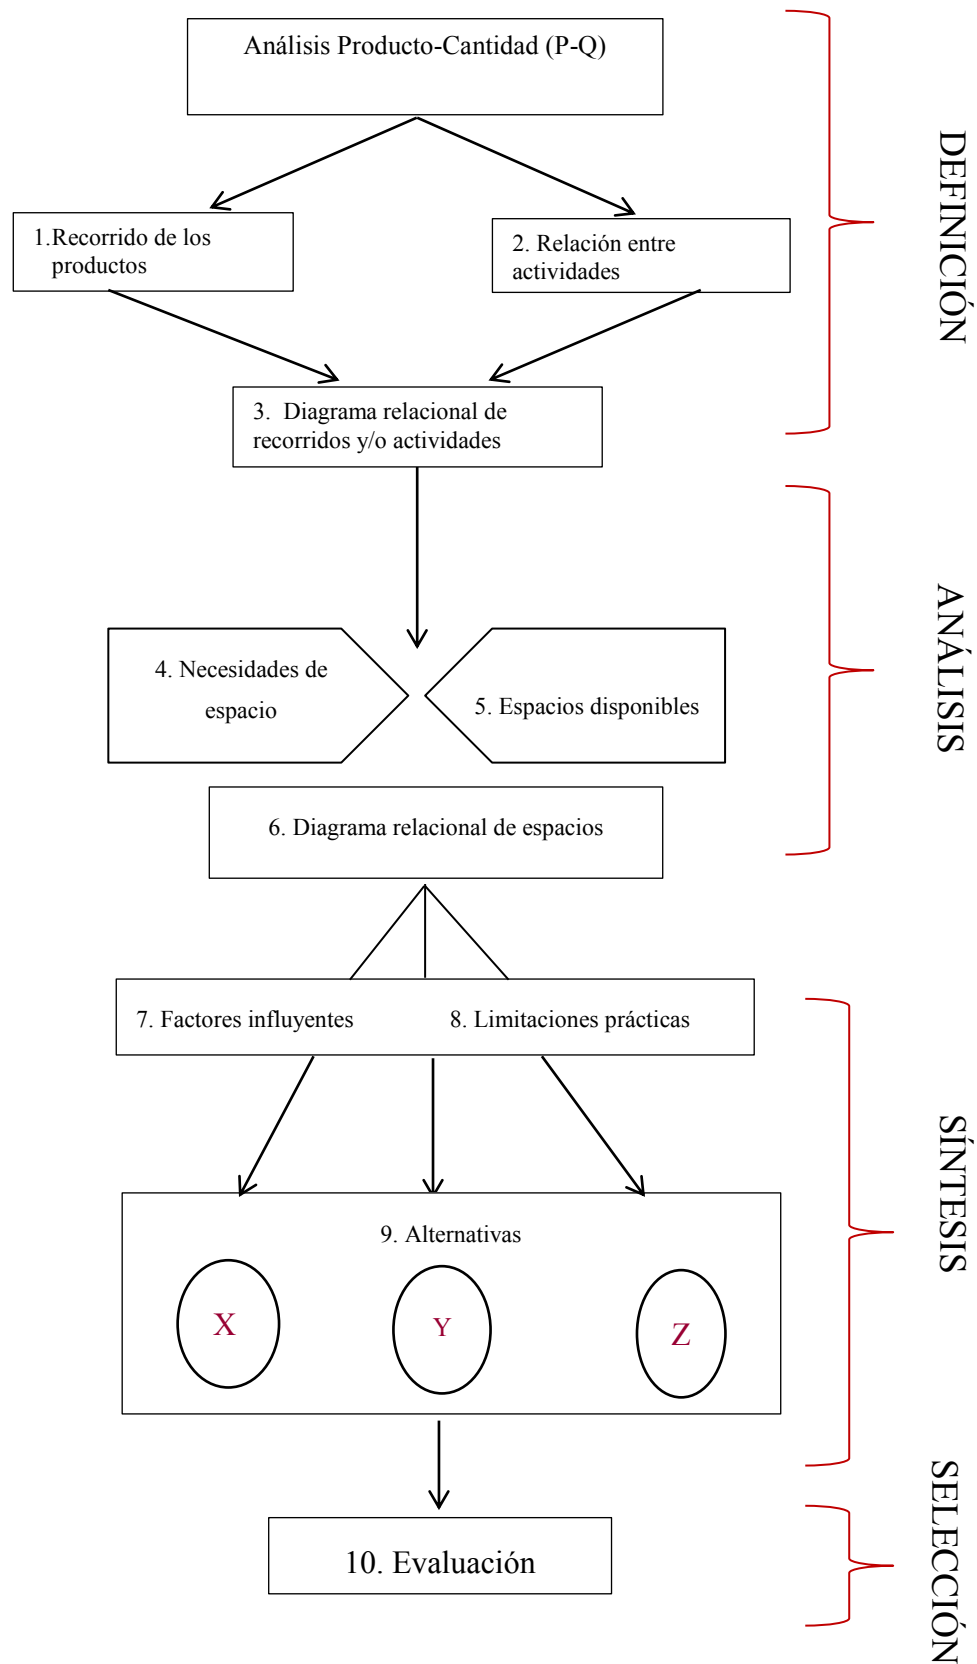 Análisis Producto-Cantidad (P-Q)
DEFINICIÓN
1.Recorrido de los
productos
2. Relación entre
actividades
3. Diagrama relacional de
recorridos y/o actividades
ANÁLISIS
4. Necesidades de
espacio
5. Espacios disponibles
6. Diagrama relacional de espacios
7. Factores influyentes
8. Limitaciones prácticas
SÍNTESIS
9. Alternativas
X
Y
Z
SELECCIÓN
10. Evaluación